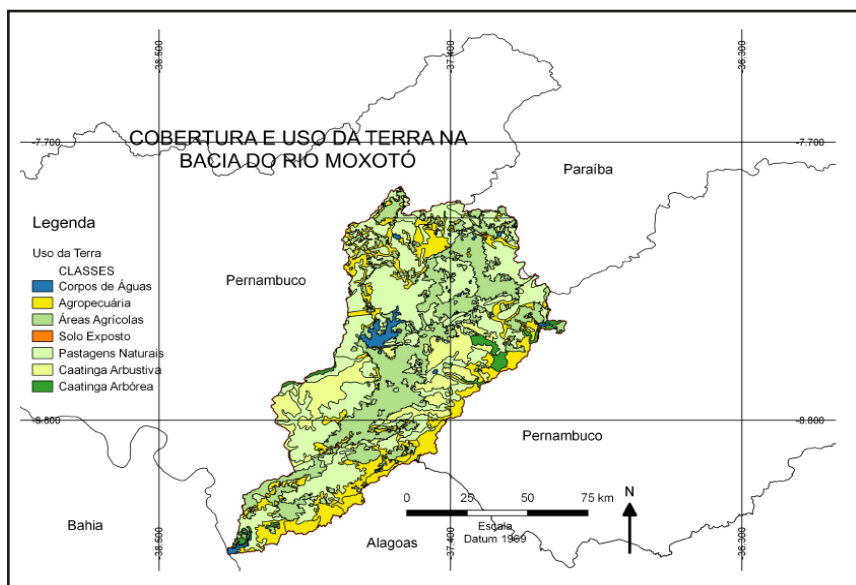 -38.500
-37.400
-36.300
-7.700
-7.700
COBERTURA E USO DA TERRA NA
BACIA DO RIO MOXOTÓ
Paraíba
Legenda
Uso da Terra
CLASSES
Corpos de Águas
Agropecuária
Áreas Agrícolas
Solo Exposto
Pastagens Naturais
Caatinga Arbustiva
Caatinga Arbórea
Pernambuco
-8.800
-8.800
Pernambuco
0 25 50 75 km
N
Escala
Datum 1969
Bahia
Alagoas
-38.500
-37.400
-36.300